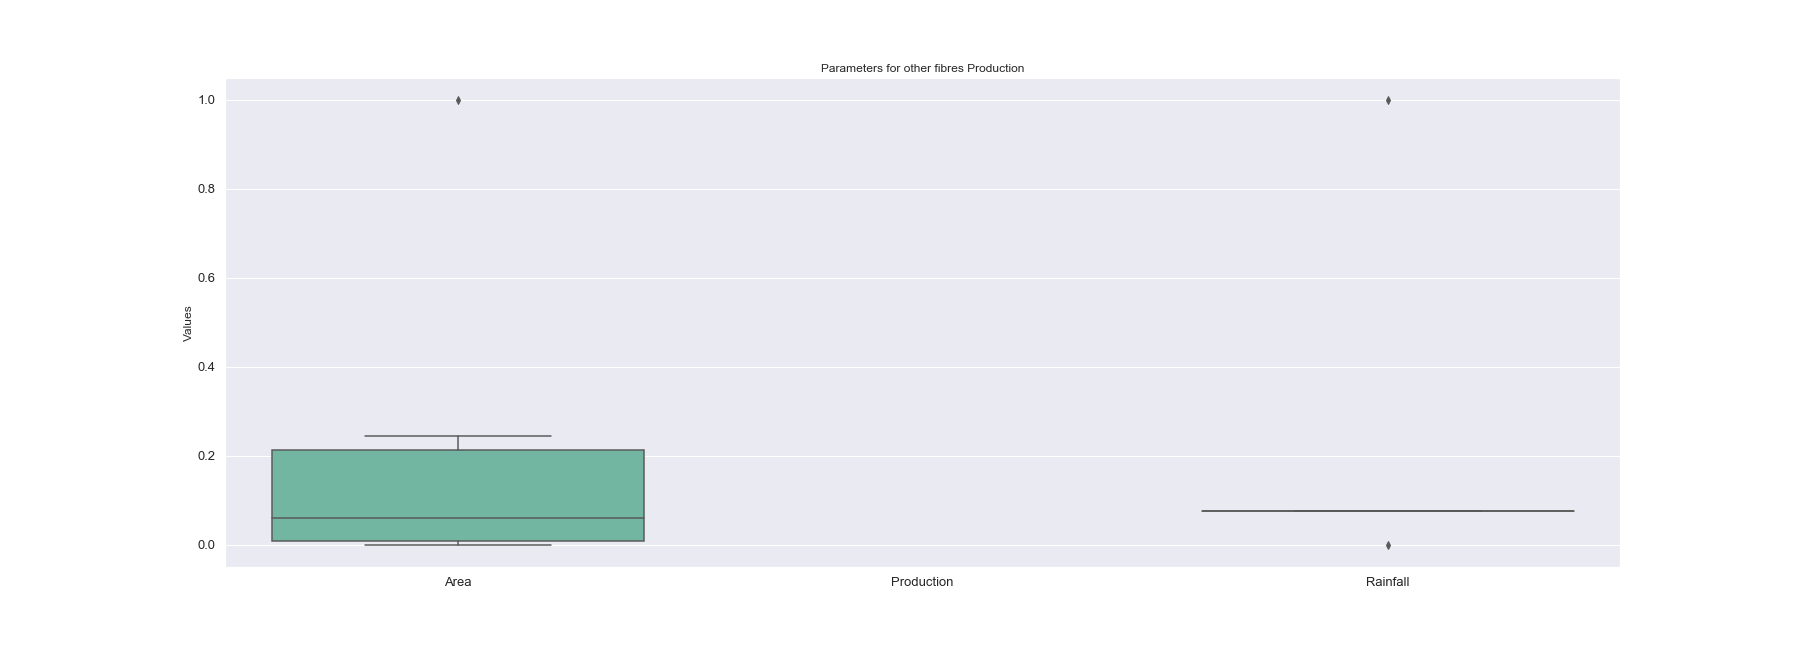 Parameters for other fibres Production
1.0
0.8
0.6
0.4
0.2
0.0
Values
Area
Production
Rainfall